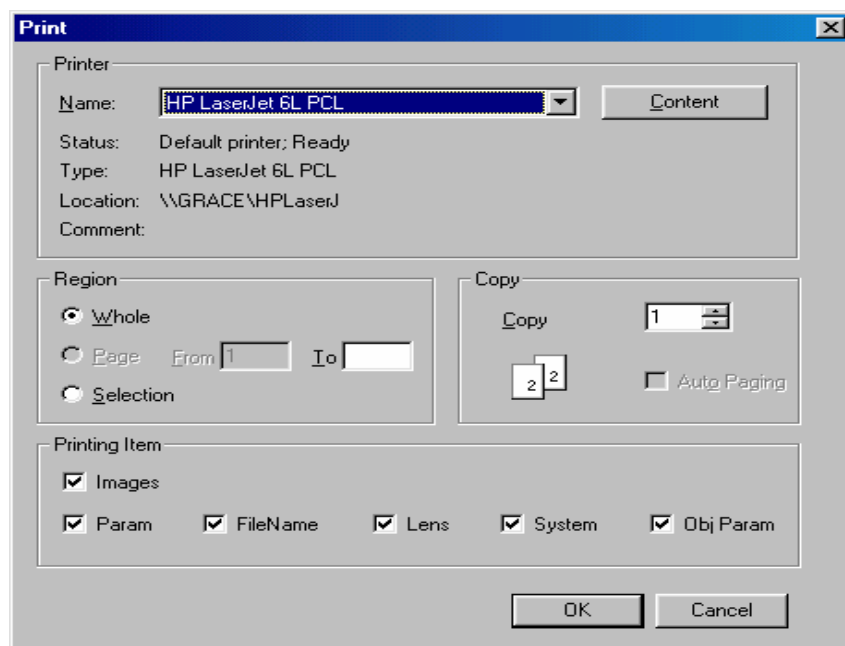 Print
Printer
Name: HP LaserJet 6L PCL Content
Status: Default printer; Ready
Type: HP LaserJet 6L PCL
Location: \\GRACE\HPLaserJ
Comment:
Region
Whole
Page From 1 To
Selection
Copy
Copy 1
2 2 Auto Paging
Printing Item
Images
Param FileName Lens System Obj Param
OK Cancel